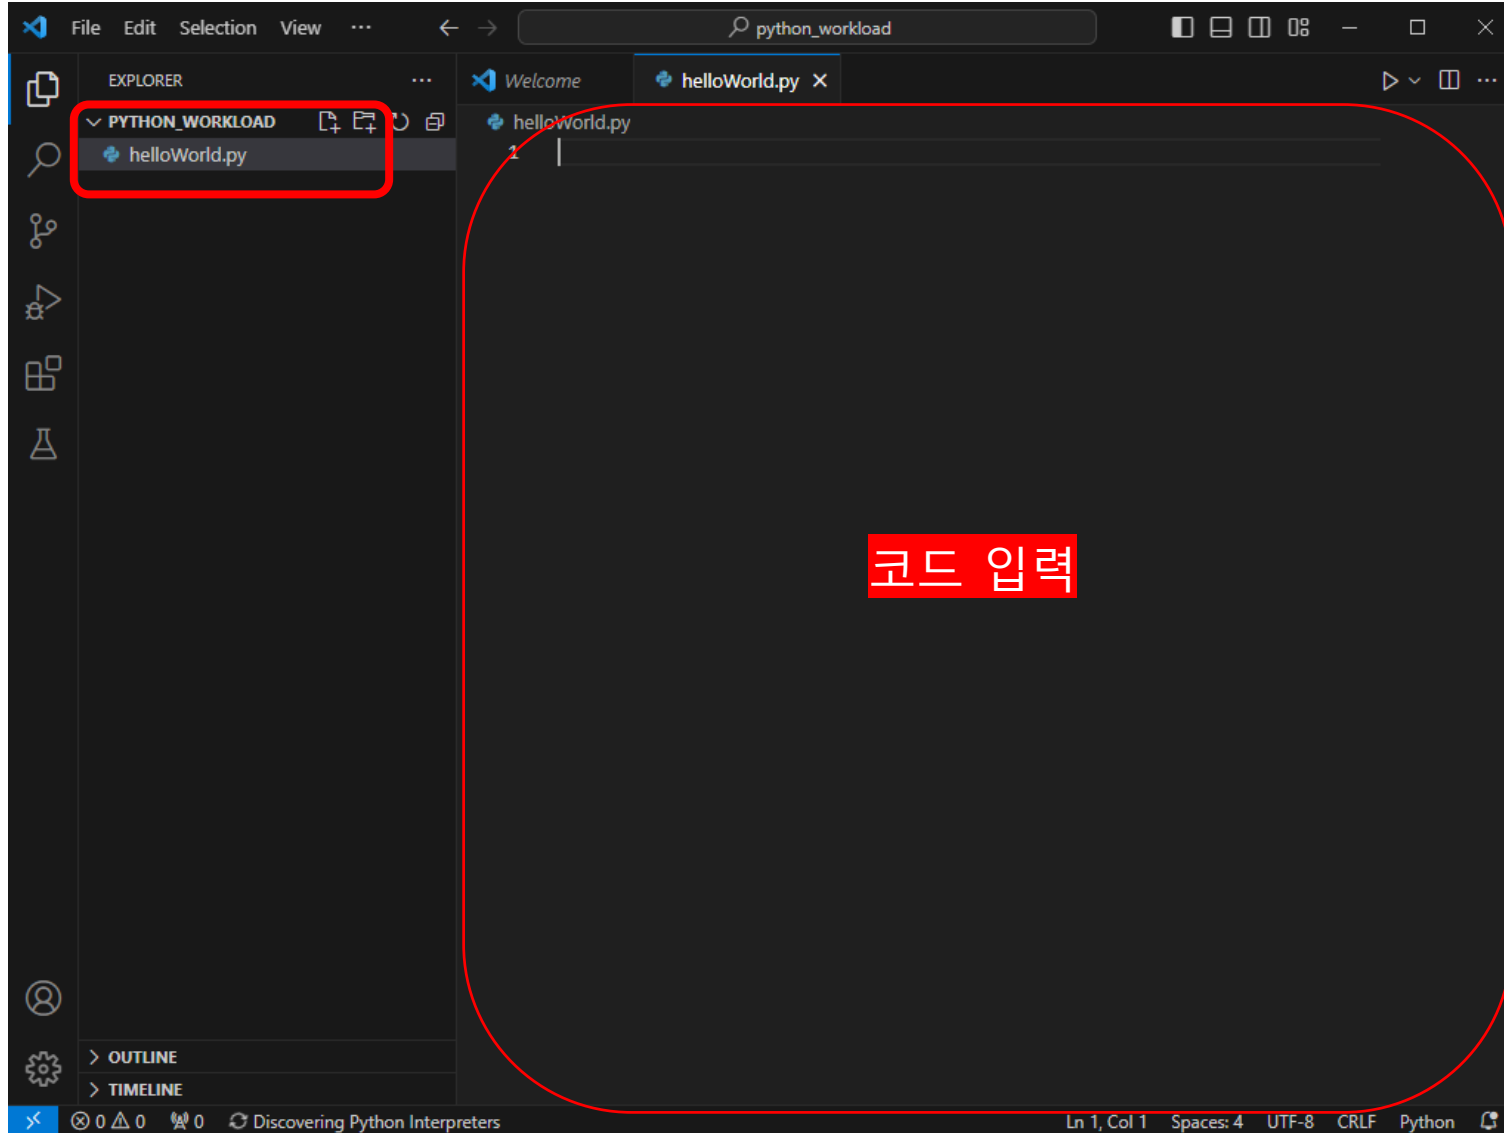 File Edit Selection View ··· python_workload
EXPLORER ···
Welcome helloWorld.py
PYTHON_WORKLOAD
helloWorld.py
helloWorld.py
1
코드 입력
OUTLINE
TIMELINE
0 0 0 Discovering Python Interpreters Ln 1, Col 1 Spaces: 4 UTF-8 CRLF Python